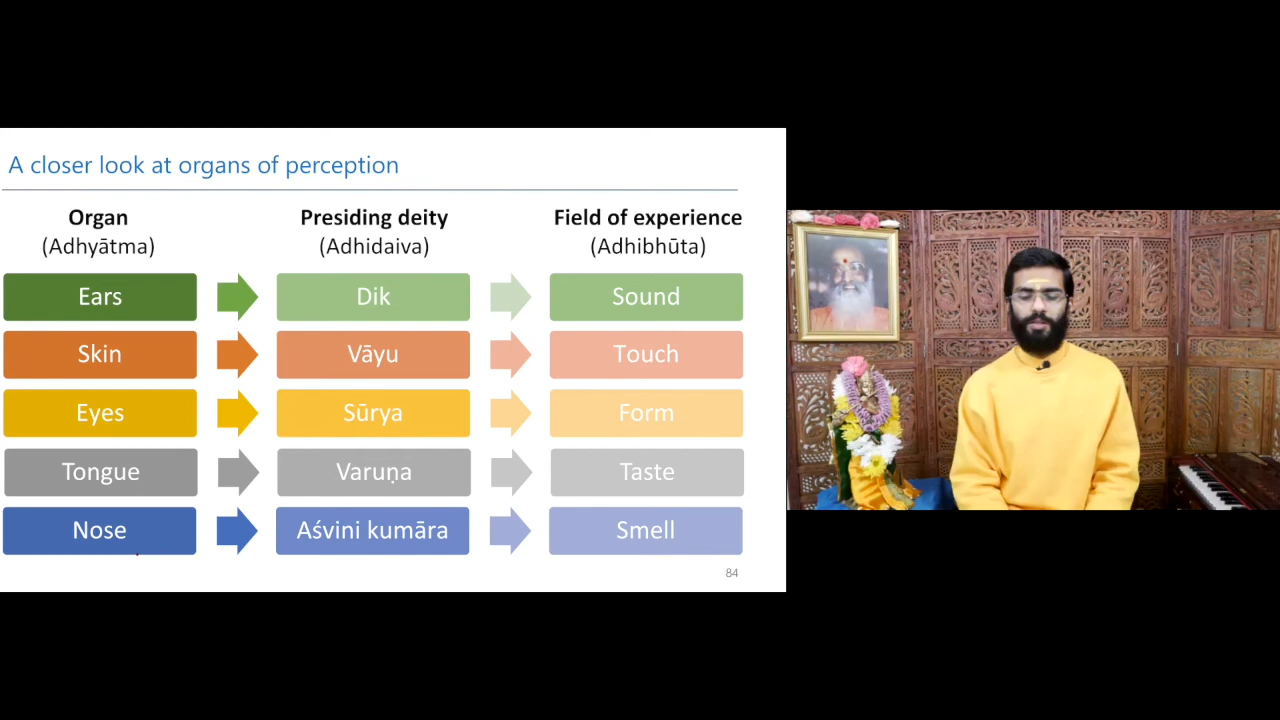 A closer look at organs of perception
Organ
(Adhyātma)
Presiding deity
(Adhidaiva)
Field of experience
(Adhibhūta)
Ears
Dik
Sound
Skin
Vāyu
Touch
Eyes
Sūrya
Form
Tongue
Varuṇa
Taste
Nose
Aśvini kumāra
Smell
84